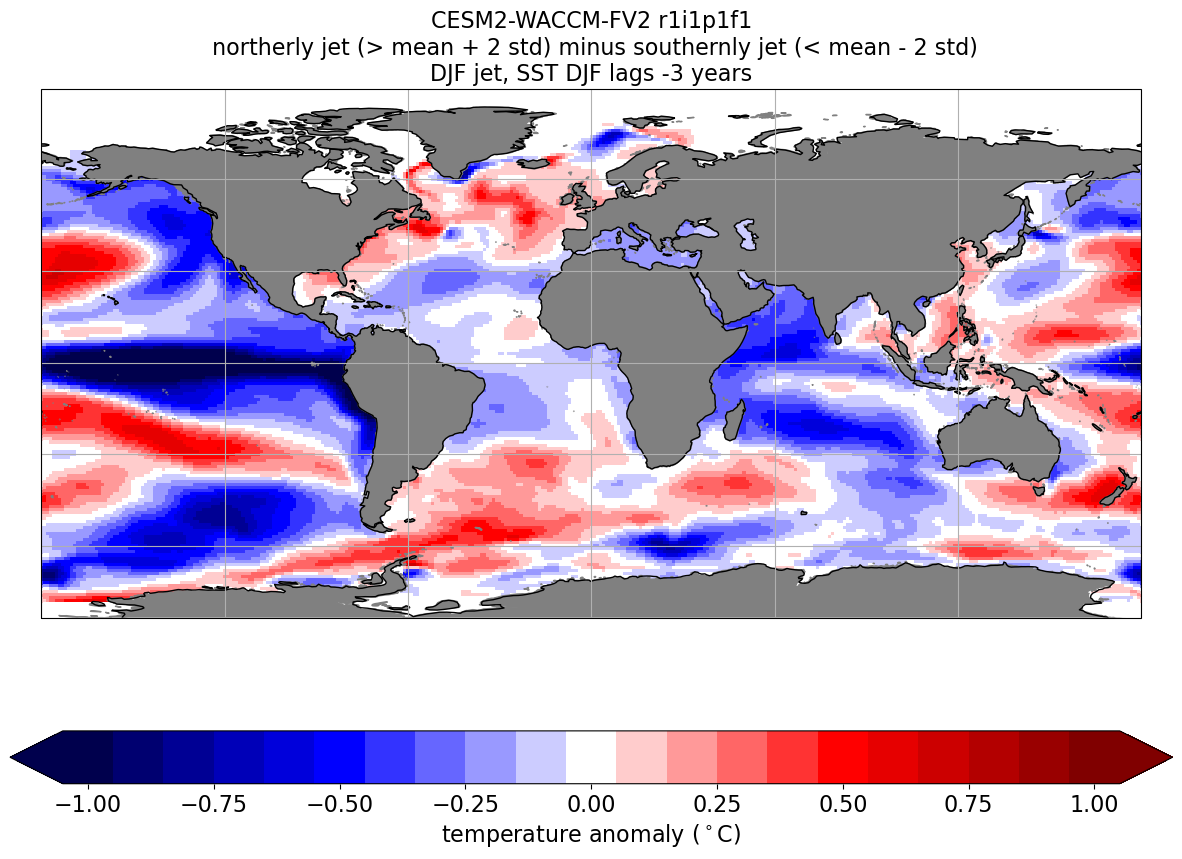 CESM2-WACCM-FV2 r1i1p1f1
northerly jet (> mean + 2 std) minus southernly jet (< mean - 2 std)
DJF jet, SST DJF lags -3 years
−1.00 −0.75 −0.50 −0.25 0.00 0.25 0.50 0.75 1.00
temperature anomaly (°C)